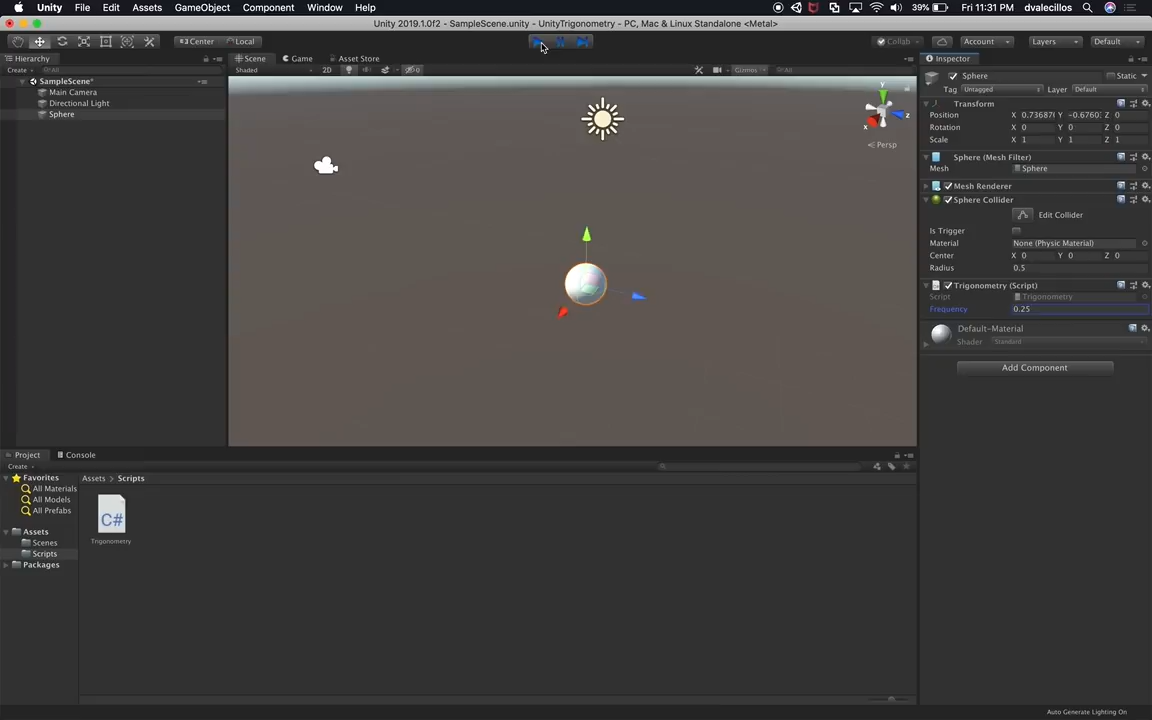 Unity File Edit Assets GameObject Component Window Help 39% Fri 11:31 PM dvalecillos
Unity 2019.1.0f2 - SampleScene.unity - UnityTrigonometry - PC, Mac & Linux Standalone <Metal>
Center Local Collab Account Layers Default
Hierarchy Scene Game Asset Store Inspector
Create All Shaded 2D 0 Gizmos All
SampleScene*
Main Camera
Directional Light
Sphere
y
x
z
Persp
Sphere Static
Tag Untagged Layer Default
Transform
Position X 0.73687 Y -0.6760 Z 0
Rotation X 0 Y 0 Z 0
Scale X 1 Y 1 Z 1
Sphere (Mesh Filter)
Mesh Sphere
Mesh Renderer
Sphere Collider
Edit Collider
Is Trigger
Material None (Physic Material)
Center X 0 Y 0 Z 0
Radius 0.5
Trigonometry (Script)
Script Trigonometry
Frequency 0.25
Default-Material
Shader Standard
Add Component
Project Console
Create
Favorites
All Materials
All Models
All Prefabs
Assets
Scenes
Scripts
Packages
Assets > Scripts
C#
Trigonometry
Auto Generate Lighting On